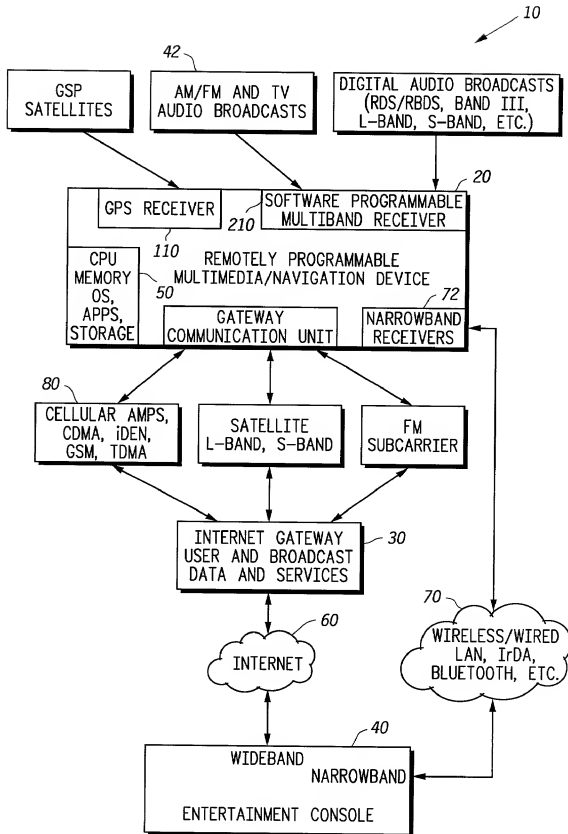 10
42
GSP
SATELLITES
AM/FM AND TV
AUDIO BROADCASTS
DIGITAL AUDIO BROADCASTS
(RDS/RBDS, BAND III,
L-BAND, S-BAND, ETC.)
20
GPS RECEIVER
210
SOFTWARE PROGRAMMABLE
MULTIBAND RECEIVER
110
CPU
MEMORY
OS,
APPS,
STORAGE
50
REMOTELY PROGRAMMABLE
MULTIMEDIA/NAVIGATION DEVICE
72
GATEWAY
COMMUNICATION UNIT
NARROWBAND
RECEIVERS
80
CELLULAR AMPS,
CDMA, iDEN,
GSM, TDMA
SATELLITE
L-BAND, S-BAND
FM
SUBCARRIER
30
INTERNET GATEWAY
USER AND BROADCAST
DATA AND SERVICES
60
INTERNET
70
WIRELESS/WIRED
LAN, IrDA,
BLUETOOTH, ETC.
40
WIDEBAND
NARROWBAND
ENTERTAINMENT CONSOLE